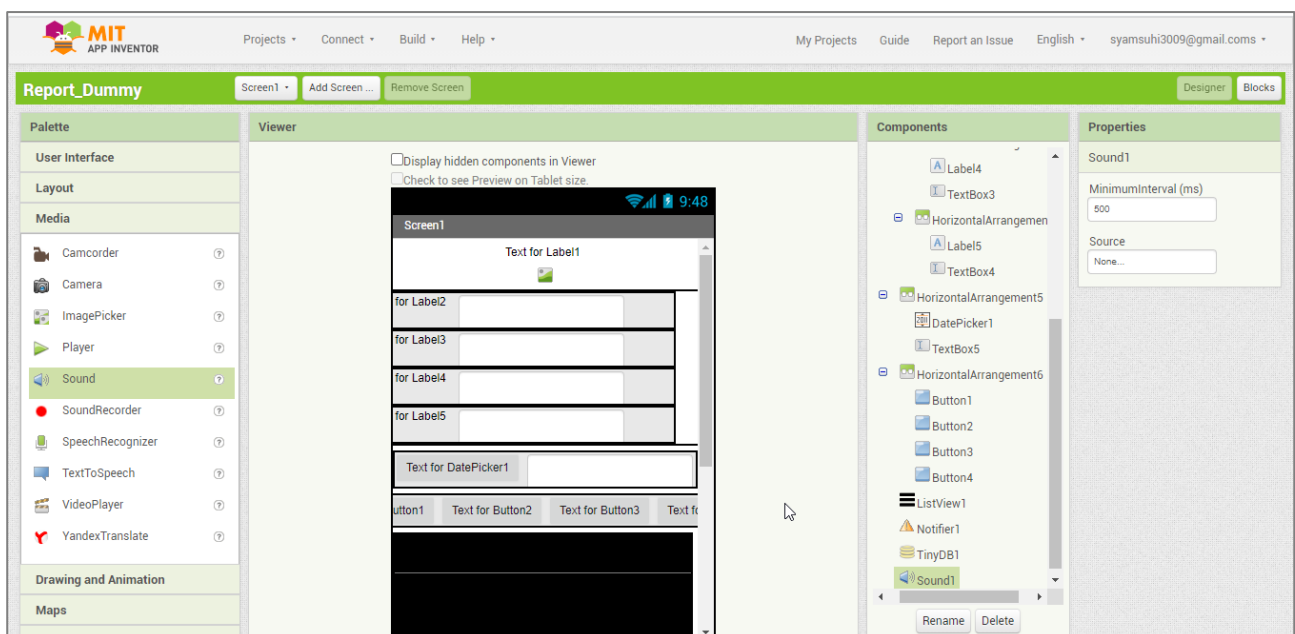 MIT
APP INVENTOR
Projects
Connect
Build
Help
My Projects
Guide
Report an Issue
English
syamsuhi3009@gmail.coms
Report_Dummy
Screen1
Add Screen ...
Remove Screen
Designer
Blocks
Palette
User Interface
Layout
Media
Camcorder
Camera
ImagePicker
Player
Sound
SoundRecorder
SpeechRecognizer
TextToSpeech
VideoPlayer
YandexTranslate
Drawing and Animation
Maps
Viewer
Display hidden components in Viewer
Check to see Preview on Tablet size.
9:48
Screen1
Text for Label1
for Label2
for Label3
for Label4
for Label5
Text for DatePicker1
utton1
Text for Button2
Text for Button3
Text fo
Components
Label4
TextBox3
HorizontalArrangemen
Label5
TextBox4
HorizontalArrangement5
DatePicker1
TextBox5
HorizontalArrangement6
Button1
Button2
Button3
Button4
ListView1
Notifier1
TinyDB1
Sound1
Rename
Delete
Properties
Sound1
MinimumInterval (ms)
500
Source
None...